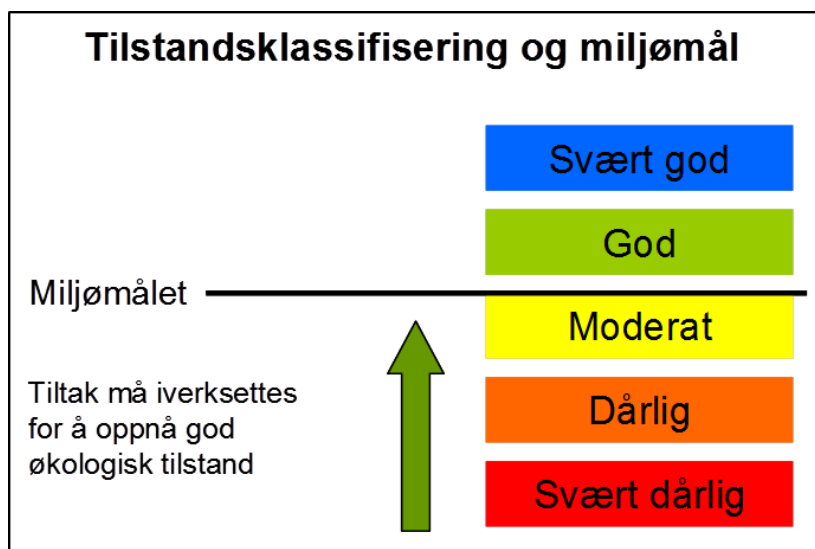 Tilstandsklassifisering og miljømål
Svært god
God
Miljømålet
Moderat
Tiltak må iverksettes
for å oppnå god
økologisk tilstand
Dårlig
Svært dårlig